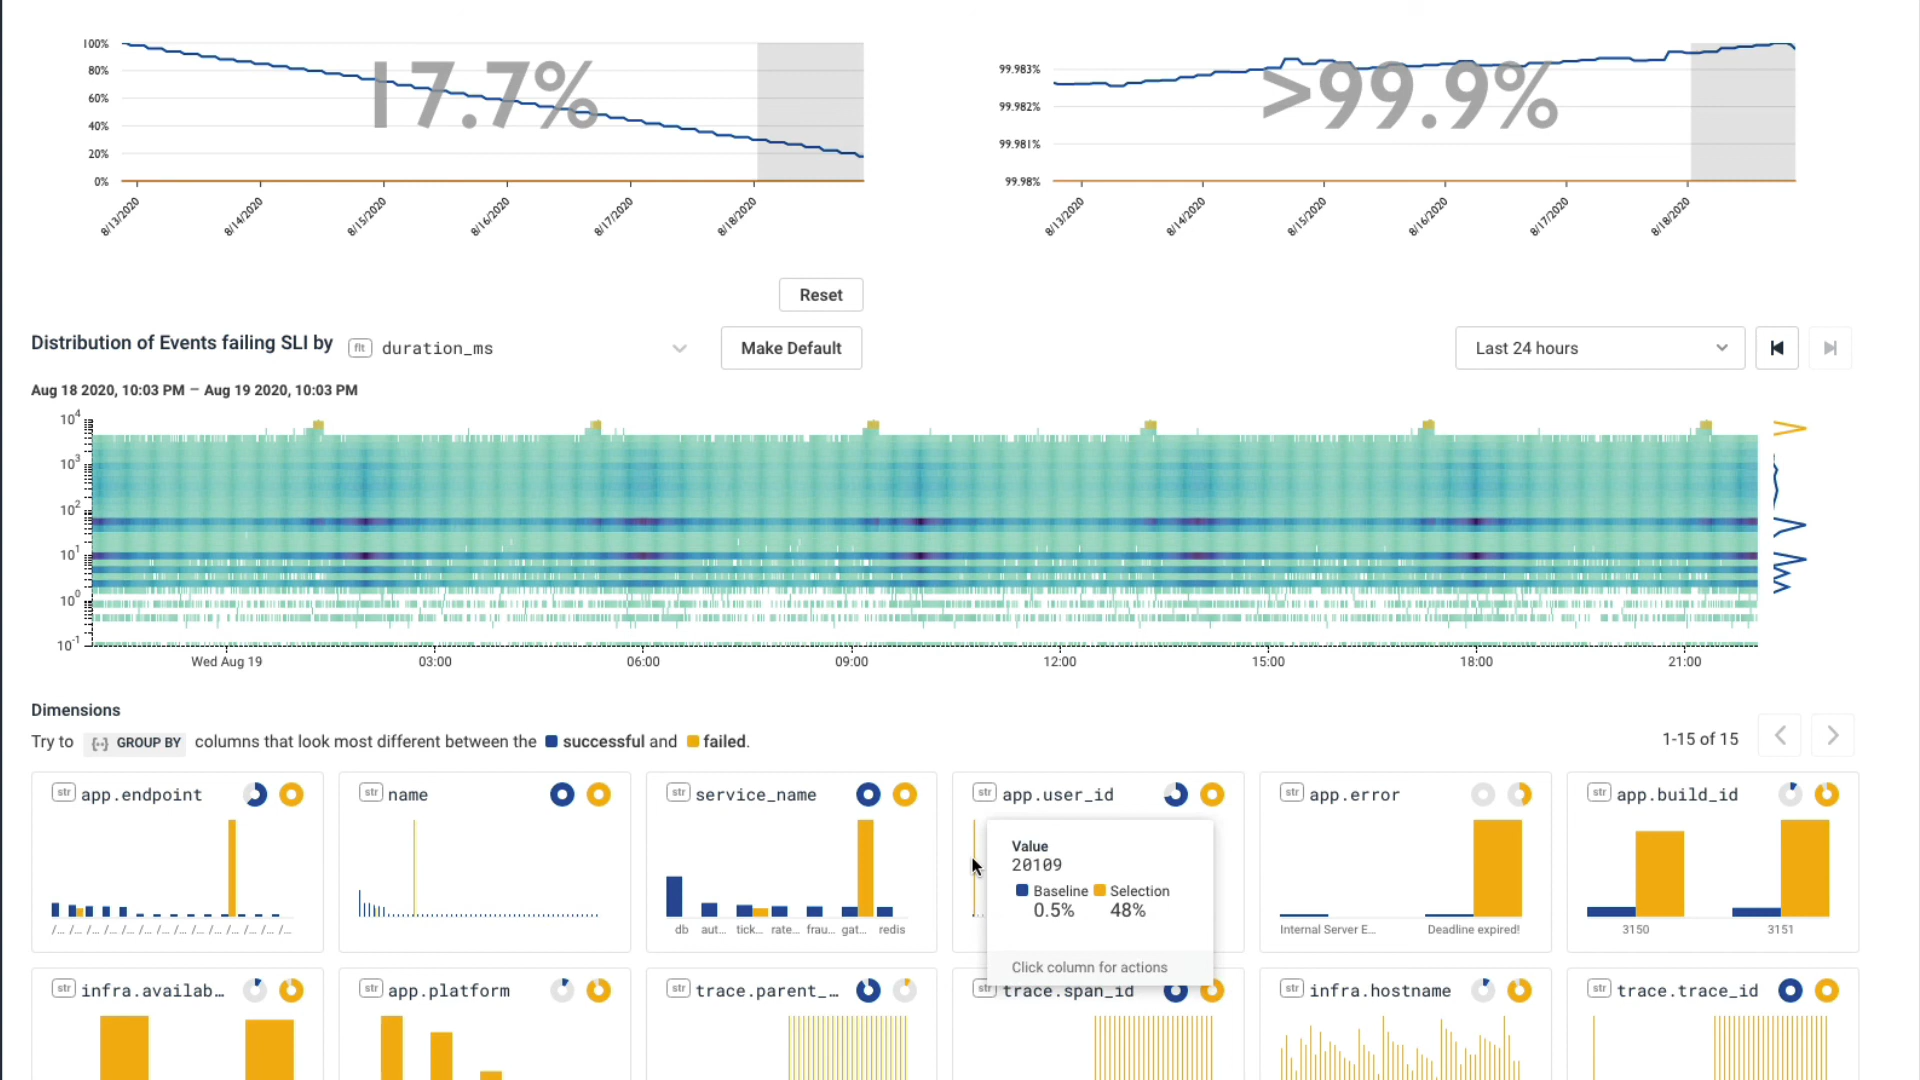 100%
80%
60%
40%
20%
0%
17.7%
8/13/2020
8/14/2020
8/15/2020
8/16/2020
8/17/2020
8/18/2020
99.983%
99.982%
99.981%
99.98%
>99.9%
8/13/2020
8/14/2020
8/15/2020
8/16/2020
8/17/2020
8/18/2020
Reset
Distribution of Events failing SLI by flt duration_ms Make Default Last 24 hours
Aug 18 2020, 10:03 PM – Aug 19 2020, 10:03 PM
10^4
10^3
10^2
10^1
10^0
10^-1
Wed Aug 19 03:00 06:00 09:00 12:00 15:00 18:00 21:00
Dimensions
Try to {··} GROUP BY columns that look most different between the successful and failed.
1-15 of 15
str app.endpoint
/... /... /... /... /... /... /... /... /... /... /... /... /... /...
str name
str service_name
db aut... tick... rate... frau... gat... redis
str app.user_id
Value
20109
Baseline Selection
0.5% 48%
Click column for actions
str app.error
Internal Server E... Deadline expired!
str app.build_id
3150 3151
str infra.availab...
str app.platform
str trace.parent_...
str trace.span_id
str infra.hostname
str trace.trace_id